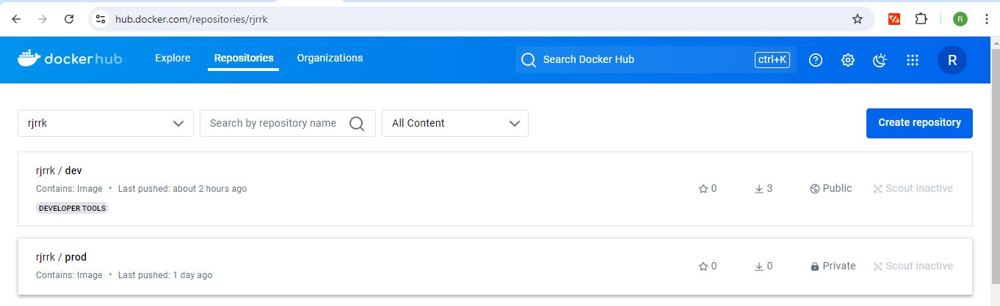 hub.docker.com/repositories/rjrrk
R
dockerhub
Explore
Repositories
Organizations
Search Docker Hub
ctrl+K
R
rjrrk
Search by repository name
All Content
Create repository
rjrrk / dev
Contains: Image • Last pushed: about 2 hours ago
DEVELOPER TOOLS
0
3
Public
Scout inactive
rjrrk / prod
Contains: Image • Last pushed: 1 day ago
0
0
Private
Scout inactive